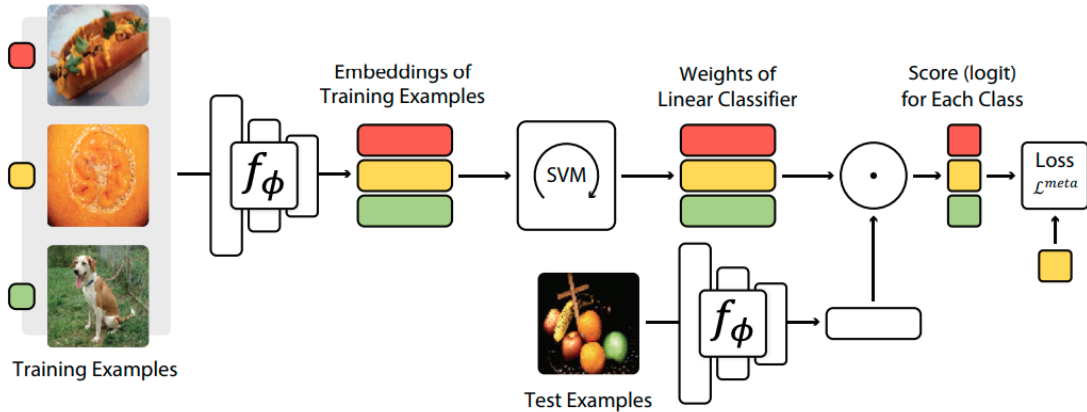 Embeddings of
Training Examples
Weights of
Linear Classifier
Score (logit)
for Each Class
f_ϕ
SVM
·
Loss
ℒ^meta
f_ϕ
Training Examples
Test Examples